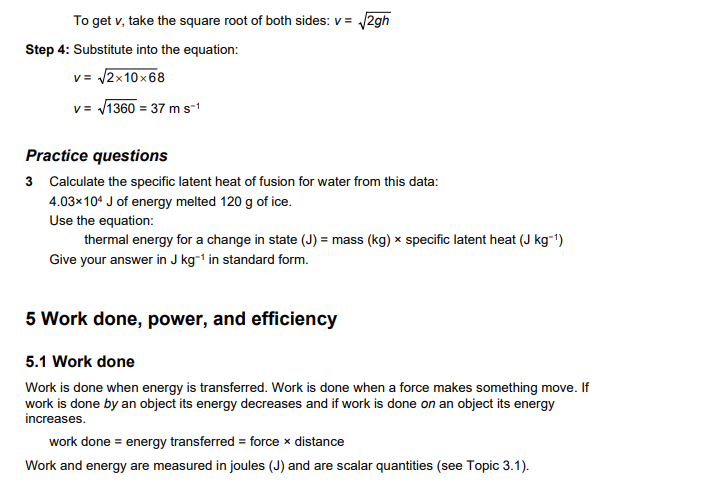 To get v, take the square root of both sides: v = √2gh
Step 4: Substitute into the equation:
v = √2×10×68
v = √1360 = 37 m s⁻¹
Practice questions
3 Calculate the specific latent heat of fusion for water from this data:
4.03×10⁴ J of energy melted 120 g of ice.
Use the equation:
thermal energy for a change in state (J) = mass (kg) × specific latent heat (J kg⁻¹)
Give your answer in J kg⁻¹ in standard form.
5 Work done, power, and efficiency
5.1 Work done
Work is done when energy is transferred. Work is done when a force makes something move. If
work is done by an object its energy decreases and if work is done on an object its energy
increases.
work done = energy transferred = force × distance
Work and energy are measured in joules (J) and are scalar quantities (see Topic 3.1).